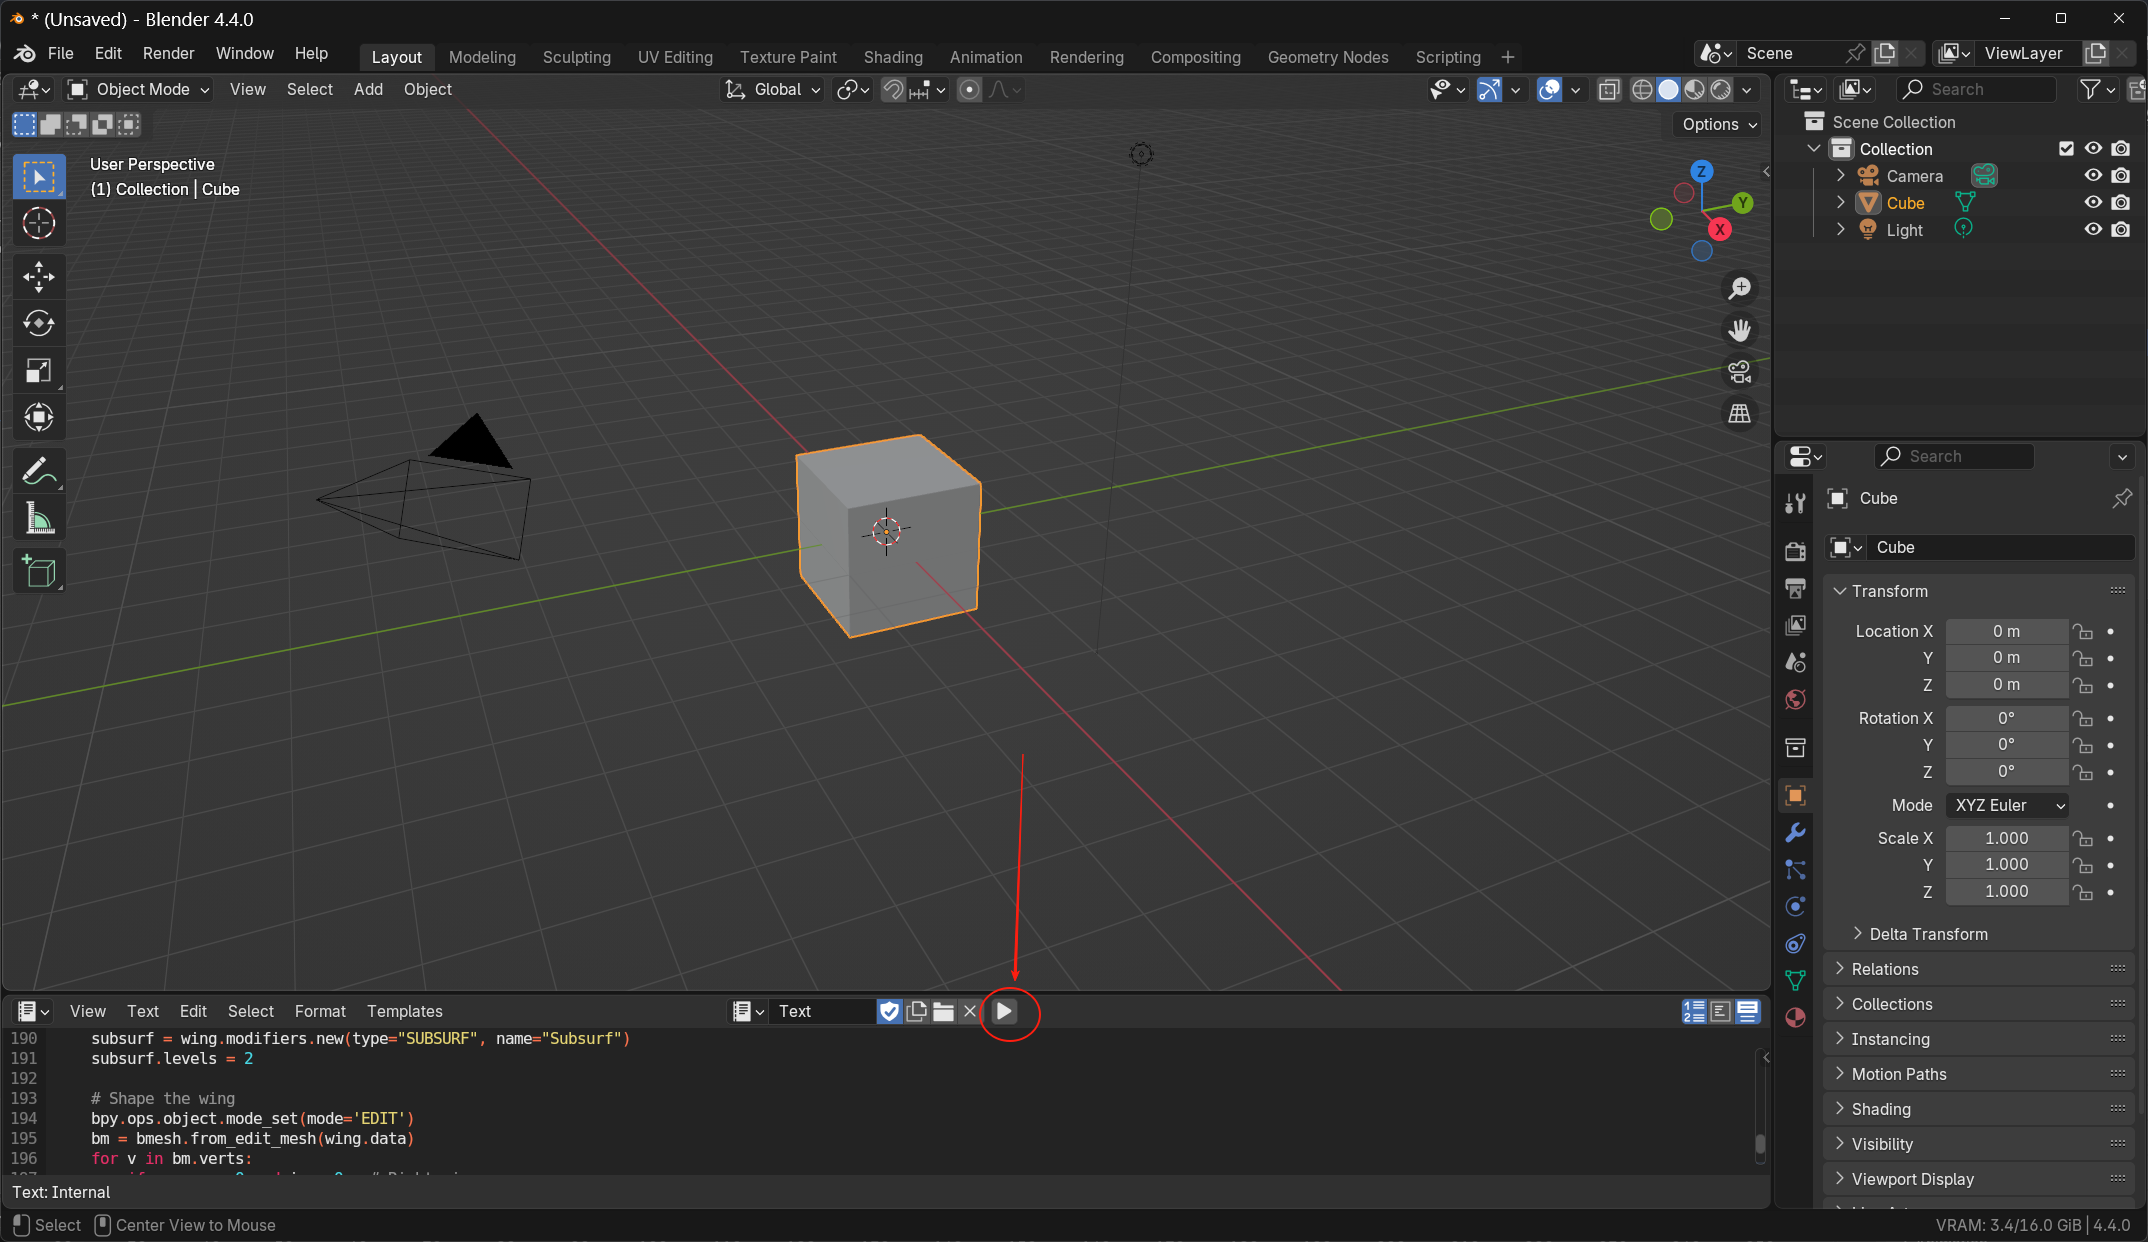 * (Unsaved) - Blender 4.4.0
File Edit Render Window Help
Layout Modeling Sculpting UV Editing Texture Paint Shading Animation Rendering Compositing Geometry Nodes Scripting +
Scene
ViewLayer
Object Mode View Select Add Object
Global
Search
Options
User Perspective
(1) Collection | Cube
Z
Y
X
Scene Collection
Collection
Camera
Cube
Light
Search
Cube
Cube
Transform
Location X 0 m
Y 0 m
Z 0 m
Rotation X 0°
Y 0°
Z 0°
Mode XYZ Euler
Scale X 1.000
Y 1.000
Z 1.000
Delta Transform
Relations
Collections
Instancing
Motion Paths
Shading
Visibility
Viewport Display
View Text Edit Select Format Templates
Text
190 subsurf = wing.modifiers.new(type="SUBSURF", name="Subsurf")
191 subsurf.levels = 2
192
193 # Shape the wing
194 bpy.ops.object.mode_set(mode='EDIT')
195 bm = bmesh.from_edit_mesh(wing.data)
196 for v in bm.verts:
Text: Internal
Select Center View to Mouse
VRAM: 3.4/16.0 GiB | 4.4.0